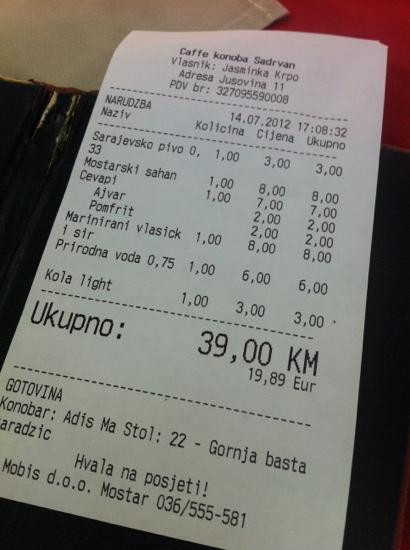 Caffe konoba Sadrvan
Vlasnik: Jasminka Krpo
Adresa Jusovina 11
PDV br: 327095590008
14.07.2012 17:08:32
NARUDZBA
Naziv Kolicina Cijena Ukupno
Sarajevsko pivo 0, 1,00 3,00 3,00
33
Mostarski sahan 1,00 8,00 8,00
Cevapi 1,00 7,00 7,00
Ajvar 2,00 2,00
Pomfrit 2,00 2,00
Marinirani vlasick 1,00 8,00 8,00
i sir
Prirodna voda 0,75 1,00 6,00 6,00
Kola light 1,00 3,00 3,00
Ukupno: 39,00 KM
19,89 Eur
GOTOVINA
Konobar: Adis Ma Stol: 22 - Gornja basta
aradzic
Hvala na posjeti!
Mobis d.o.o. Mostar 036/555-581